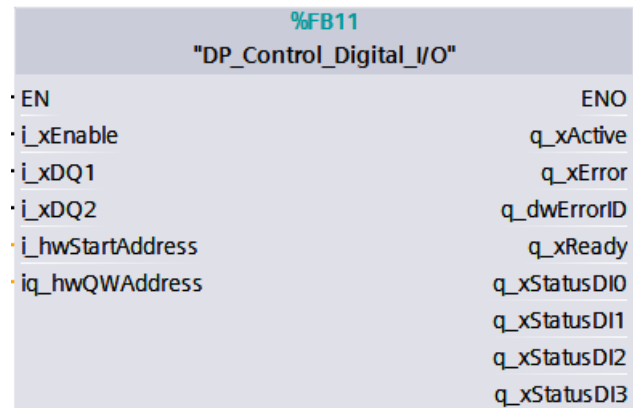 %FB11
"DP_Control_Digital_I/O"
EN ENO
i_xEnable q_xActive
i_xDQ1 q_xError
i_xDQ2 q_dwErrorID
i_hwStartAddress q_xReady
iq_hwQWAddress q_xStatusDI0
q_xStatusDI1
q_xStatusDI2
q_xStatusDI3